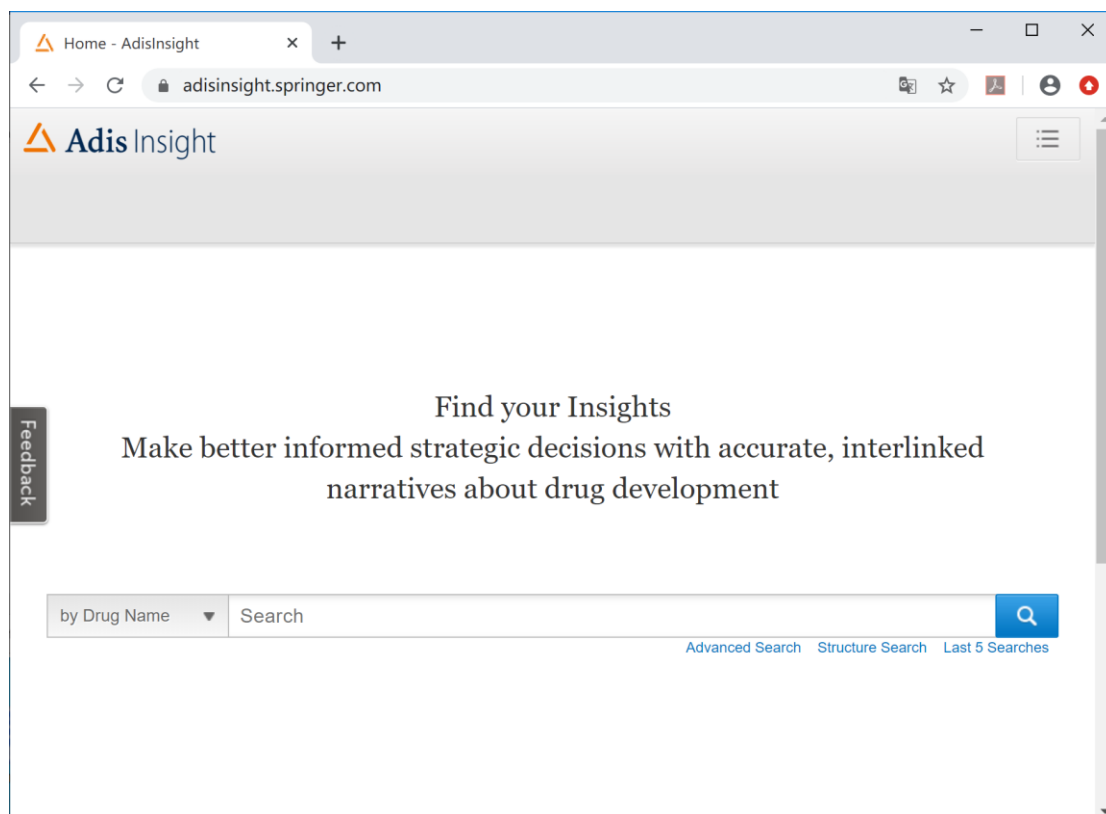 Home - AdisInsight
adisinsight.springer.com
Adis Insight
Feedback
Find your Insights
Make better informed strategic decisions with accurate, interlinked
narratives about drug development
by Drug Name
Search
Advanced Search Structure Search Last 5 Searches